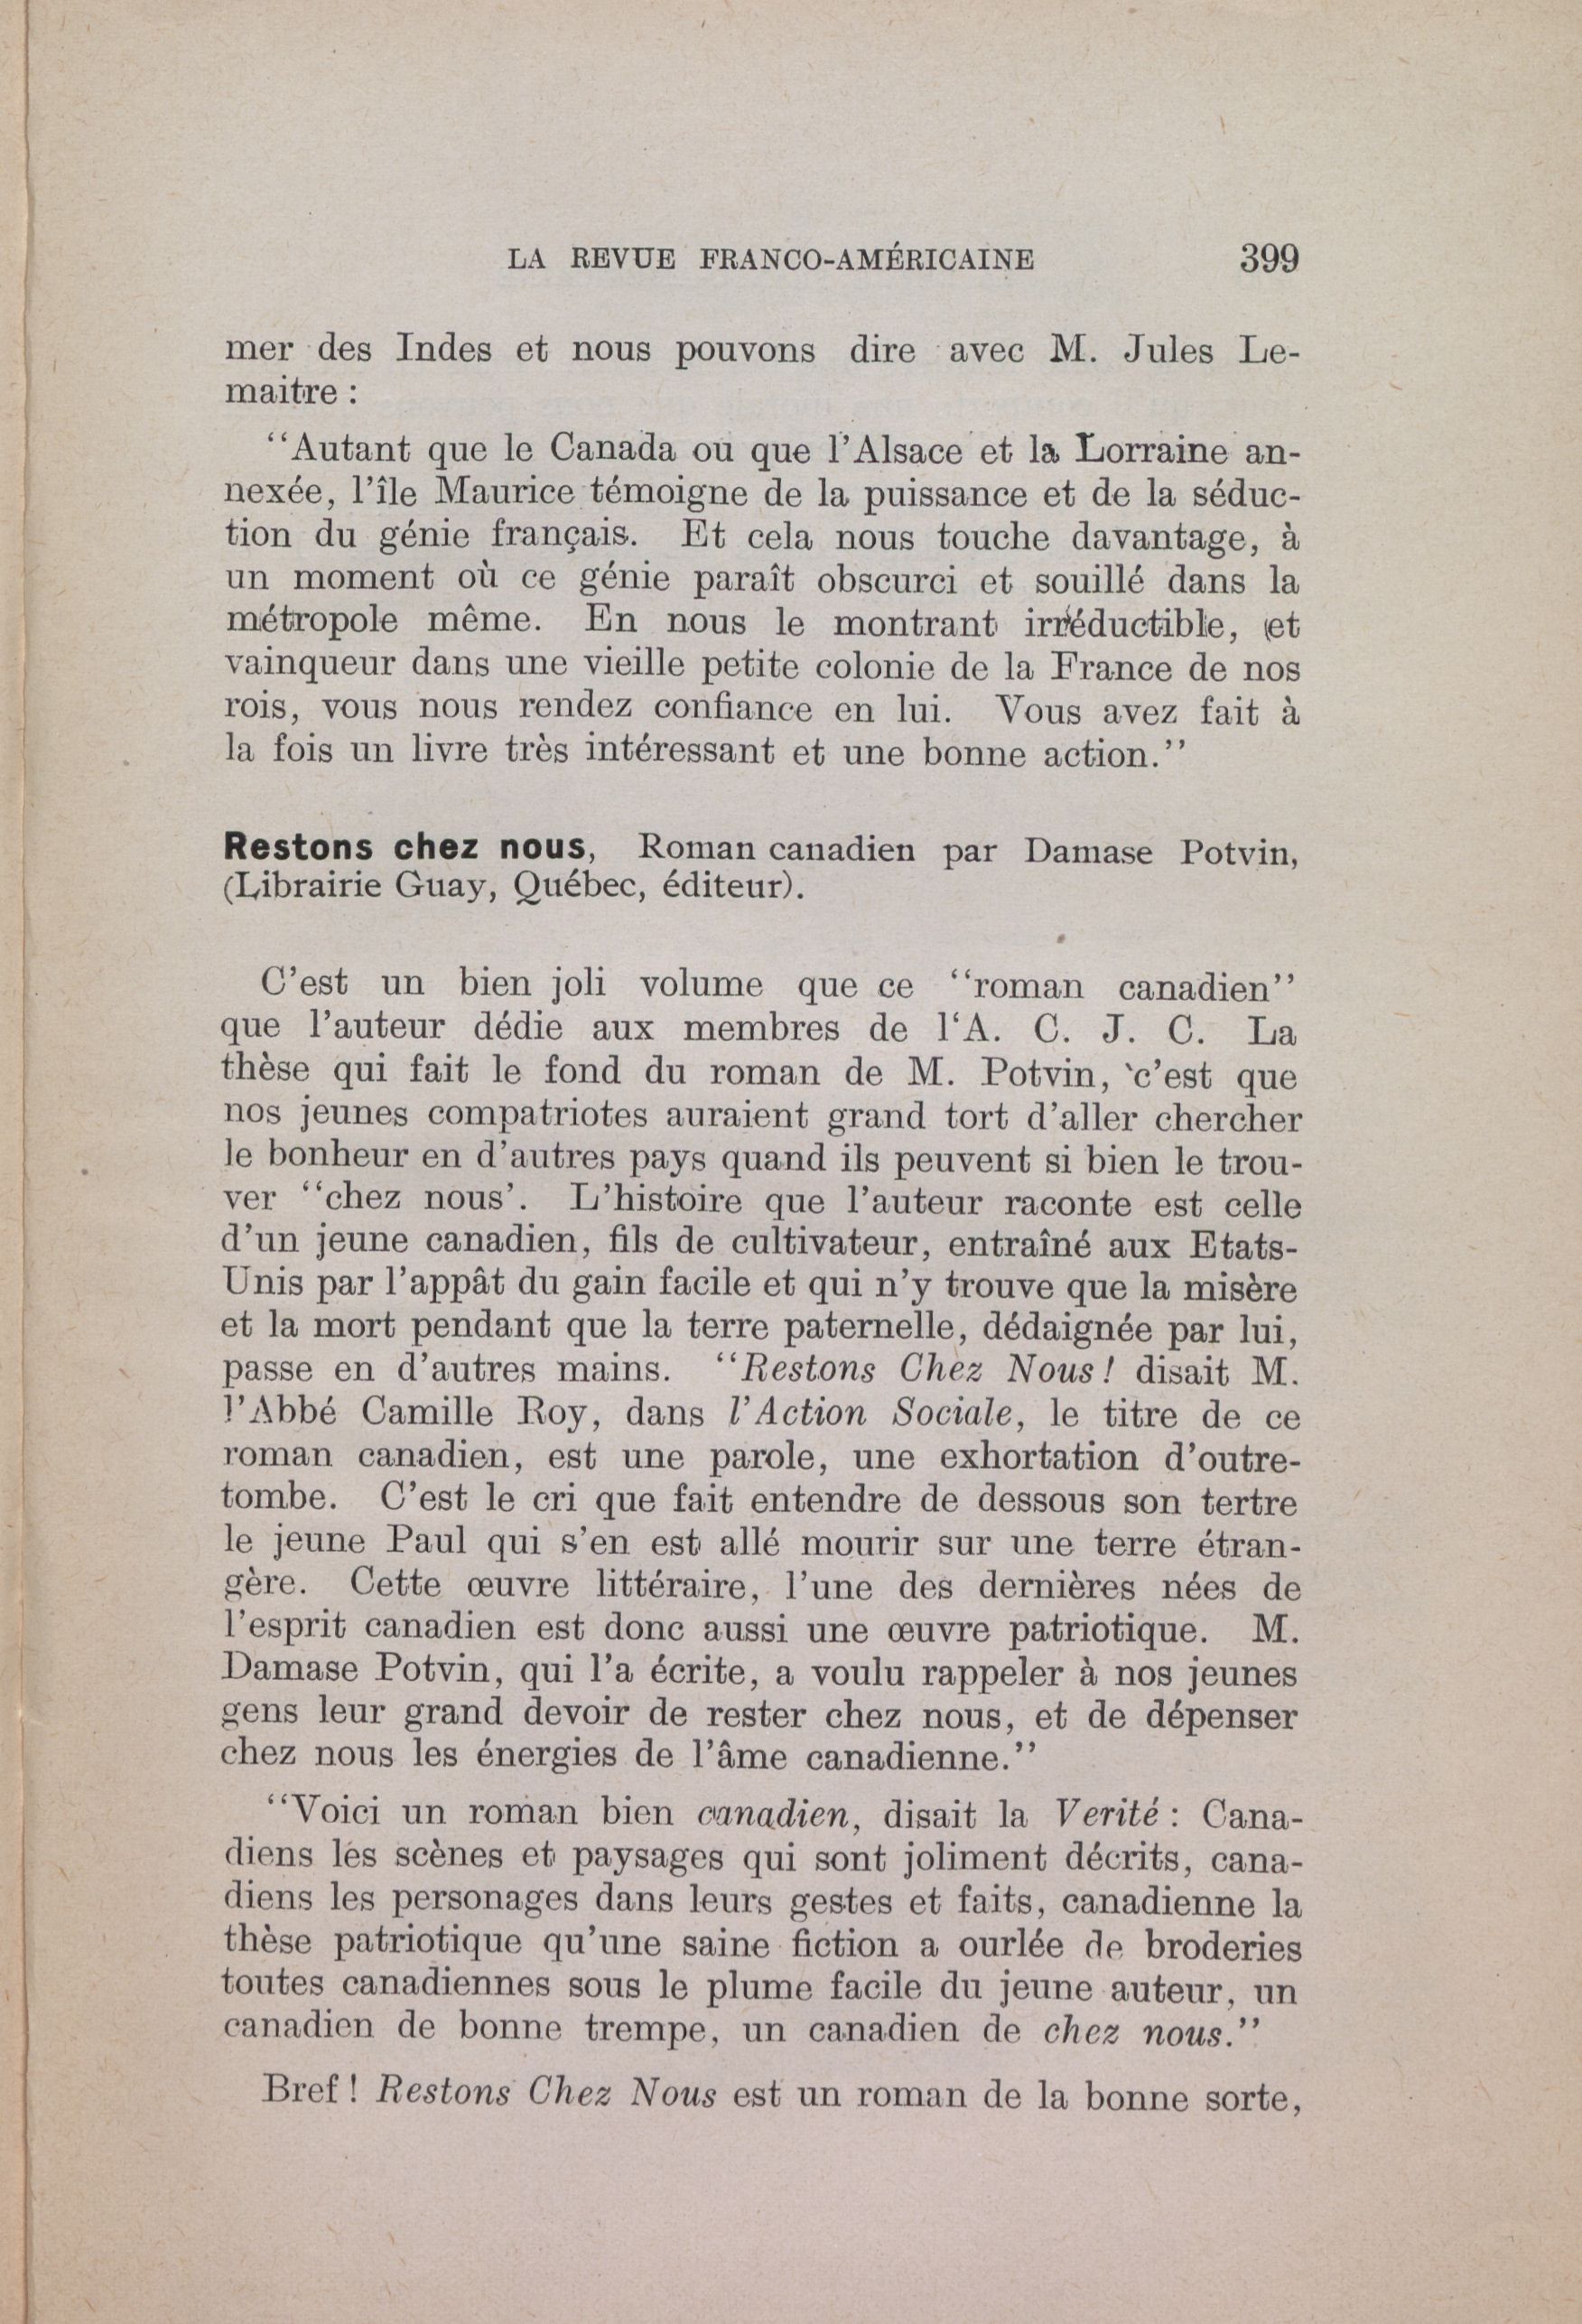 LA REVUE FRANCO-AMÉRICAINE 399
mer des Indes et nous pouvons dire avec M. Jules Le-
maitre :
“Autant que le Canada ou que l’Alsace et la Lorraine an-
nexée, l’île Maurice témoigne de la puissance et de la séduc-
tion du génie français. Et cela nous touche davantage, à
un moment où ce génie paraît obscurci et souillé dans la
métropole même. En nous le montrant irréductible, et
vainqueur dans une vieille petite colonie de la France de nos
rois, vous nous rendez confiance en lui. Vous avez fait à
la fois un livre très intéressant et une bonne action.”
Restons chez nous, Roman canadien par Damase Potvin,
(Librairie Guay, Québec, éditeur).
C’est un bien joli volume que ce “roman canadien”
que l’auteur dédie aux membres de l‘A. C. J. C. La
thèse qui fait le fond du roman de M. Potvin, ‘c’est que
nos jeunes compatriotes auraient grand tort d’aller chercher
le bonheur en d’autres pays quand ils peuvent si bien le trou-
ver “chez nous’. L’histoire que l’auteur raconte est celle
d’un jeune canadien, fils de cultivateur, entraîné aux Etats-
Unis par l’appât du gain facile et qui n’y trouve que la misère
et la mort pendant que la terre paternelle, dédaignée par lui,
passe en d’autres mains. “Restons Chez Nous! disait M.
l’Abbé Camille Roy, dans l’Action Sociale, le titre de ce
roman canadien, est une parole, une exhortation d’outre-
tombe. C’est le cri que fait entendre de dessous son tertre
le jeune Paul qui s’en est allé mourir sur une terre étran-
gère. Cette œuvre littéraire, l’une des dernières nées de
l’esprit canadien est donc aussi une œuvre patriotique. M.
Damase Potvin, qui l’a écrite, a voulu rappeler à nos jeunes
gens leur grand devoir de rester chez nous, et de dépenser
chez nous les énergies de l’âme canadienne.”
“Voici un roman bien canadien, disait la Verité : Cana-
diens les scènes et paysages qui sont joliment décrits, cana-
diens les personages dans leurs gestes et faits, canadienne la
thèse patriotique qu’une saine fiction a ourlée de broderies
toutes canadiennes sous le plume facile du jeune auteur, un
canadien de bonne trempe, un canadien de chez nous.”
Bref ! Restons Chez Nous est un roman de la bonne sorte,